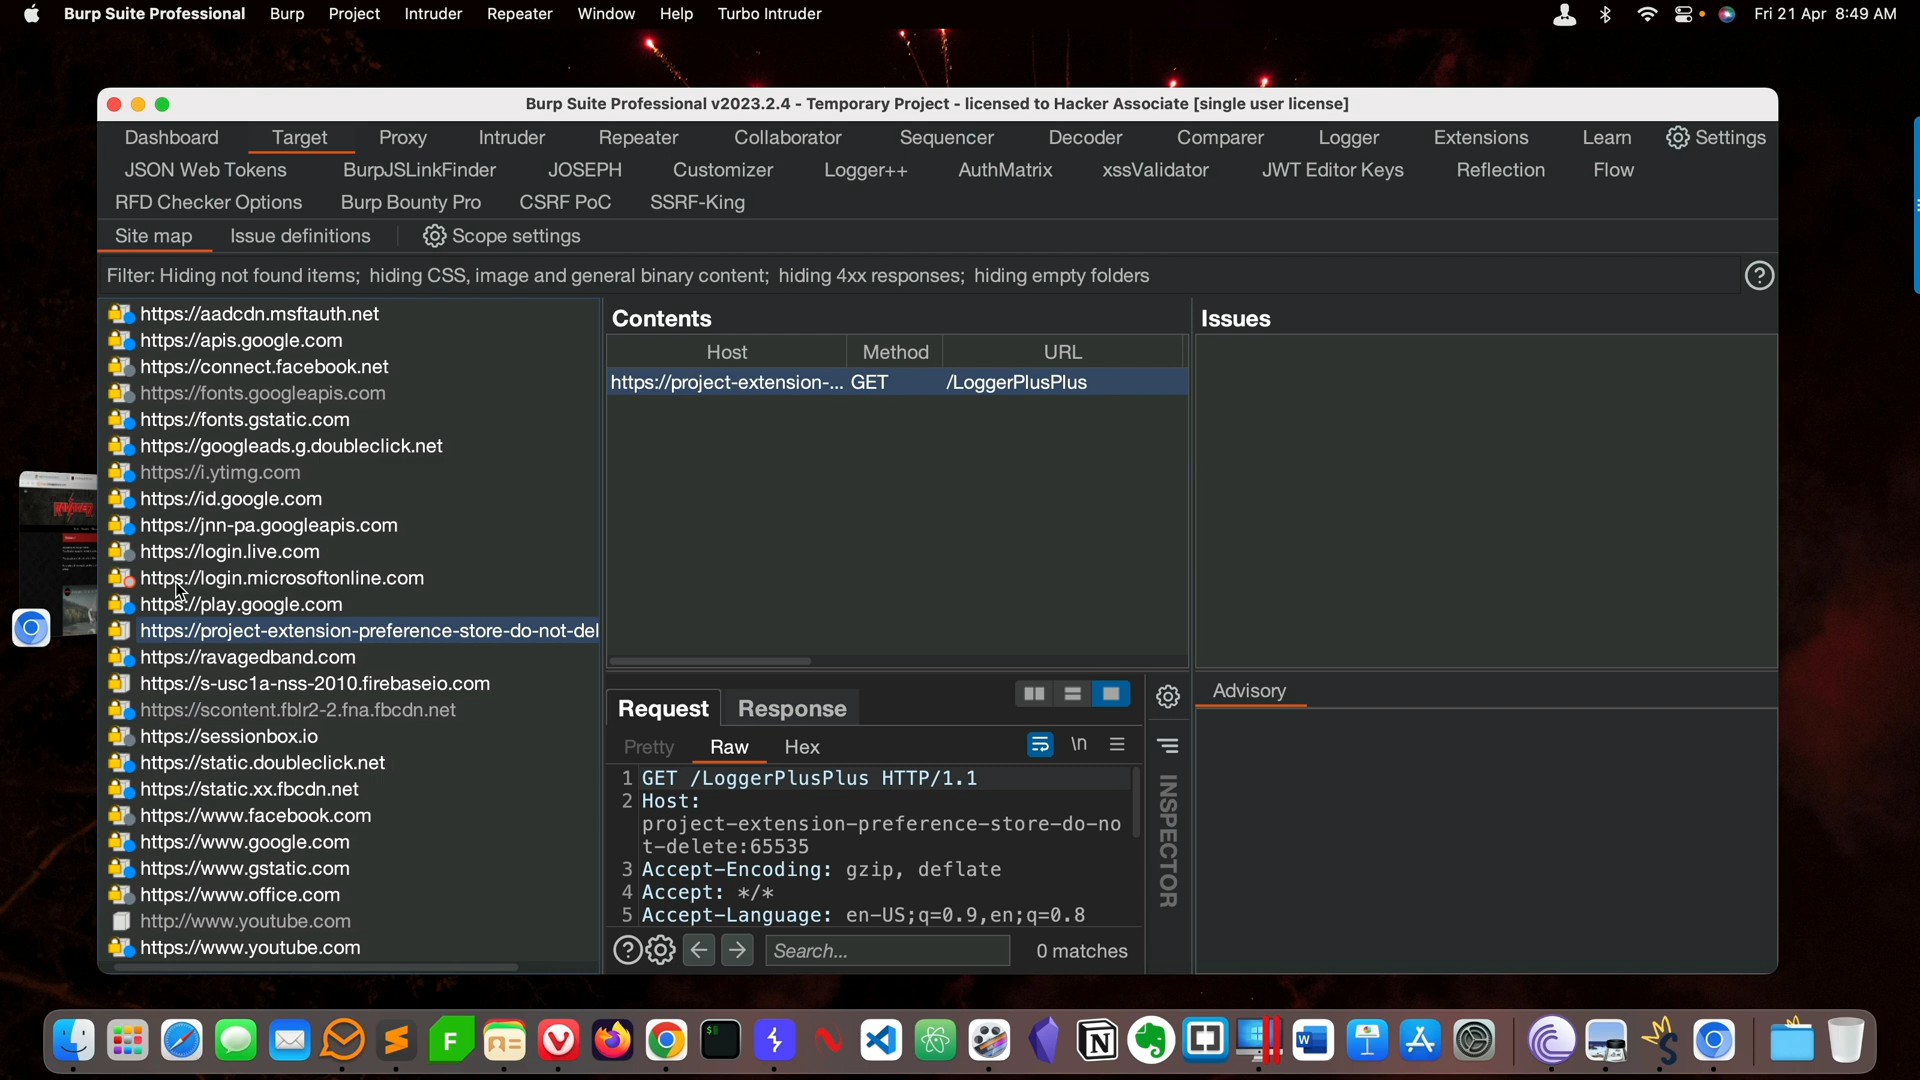 Burp Suite Professional Burp Project Intruder Repeater Window Help Turbo Intruder Fri 21 Apr 8:49 AM
Burp Suite Professional v2023.2.4 - Temporary Project - licensed to Hacker Associate [single user license]
Dashboard Target Proxy Intruder Repeater Collaborator Sequencer Decoder Comparer Logger Extensions Learn Settings
JSON Web Tokens BurpJSLinkFinder JOSEPH Customizer Logger++ AuthMatrix xssValidator JWT Editor Keys Reflection Flow
RFD Checker Options Burp Bounty Pro CSRF PoC SSRF-King
Site map Issue definitions Scope settings
Filter: Hiding not found items; hiding CSS, image and general binary content; hiding 4xx responses; hiding empty folders ?
https://aadcdn.msftauth.net
https://apis.google.com
https://connect.facebook.net
https://fonts.googleapis.com
https://fonts.gstatic.com
https://googleads.g.doubleclick.net
https://i.ytimg.com
https://id.google.com
https://jnn-pa.googleapis.com
https://login.live.com
https://login.microsoftonline.com
https://play.google.com
https://project-extension-preference-store-do-not-del
https://ravagedband.com
https://s-usc1a-nss-2010.firebaseio.com
https://scontent.fblr2-2.fna.fbcdn.net
https://sessionbox.io
https://static.doubleclick.net
https://static.xx.fbcdn.net
https://www.facebook.com
https://www.google.com
https://www.gstatic.com
https://www.office.com
http://www.youtube.com
https://www.youtube.com
Contents
Host Method URL
https://project-extension-... GET /LoggerPlusPlus
Request Response
Pretty Raw Hex \n
1 GET /LoggerPlusPlus HTTP/1.1
2 Host:
project-extension-preference-store-do-no
t-delete:65535
3 Accept-Encoding: gzip, deflate
4 Accept: */*
5 Accept-Language: en-US;q=0.9,en;q=0.8
? Search... 0 matches
INSPECTOR
Issues
Advisory